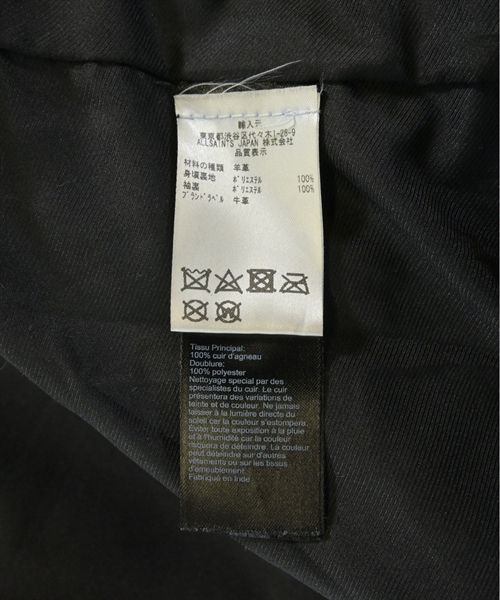 輸入元
東京都渋谷区代々木1-28-9
ALLSAINTS JAPAN 株式会社
品質表示
材料の種類 羊革
身頃裏地 ポリエステル 100%
袖裏 ポリエステル 100%
ブランドラベル 牛革
W
Tissu Principal:
100% cuir d'agneau
Doublure:
100% polyester
Nettoyage special par des
specialistes du cuir. Le cuir
présentera des variations de
teinte et de couleur. Ne jamais
laisser à la lumière directe du
soleil car la couleur s'estompera.
Éviter toute exposition à la pluie
et à l'humidité car la couleur
risquera de déteindre. La couleur
peut déteindre sur d'autres
vêtements ou sur les tissus
d'ameublement.
Fabriqué en Inde